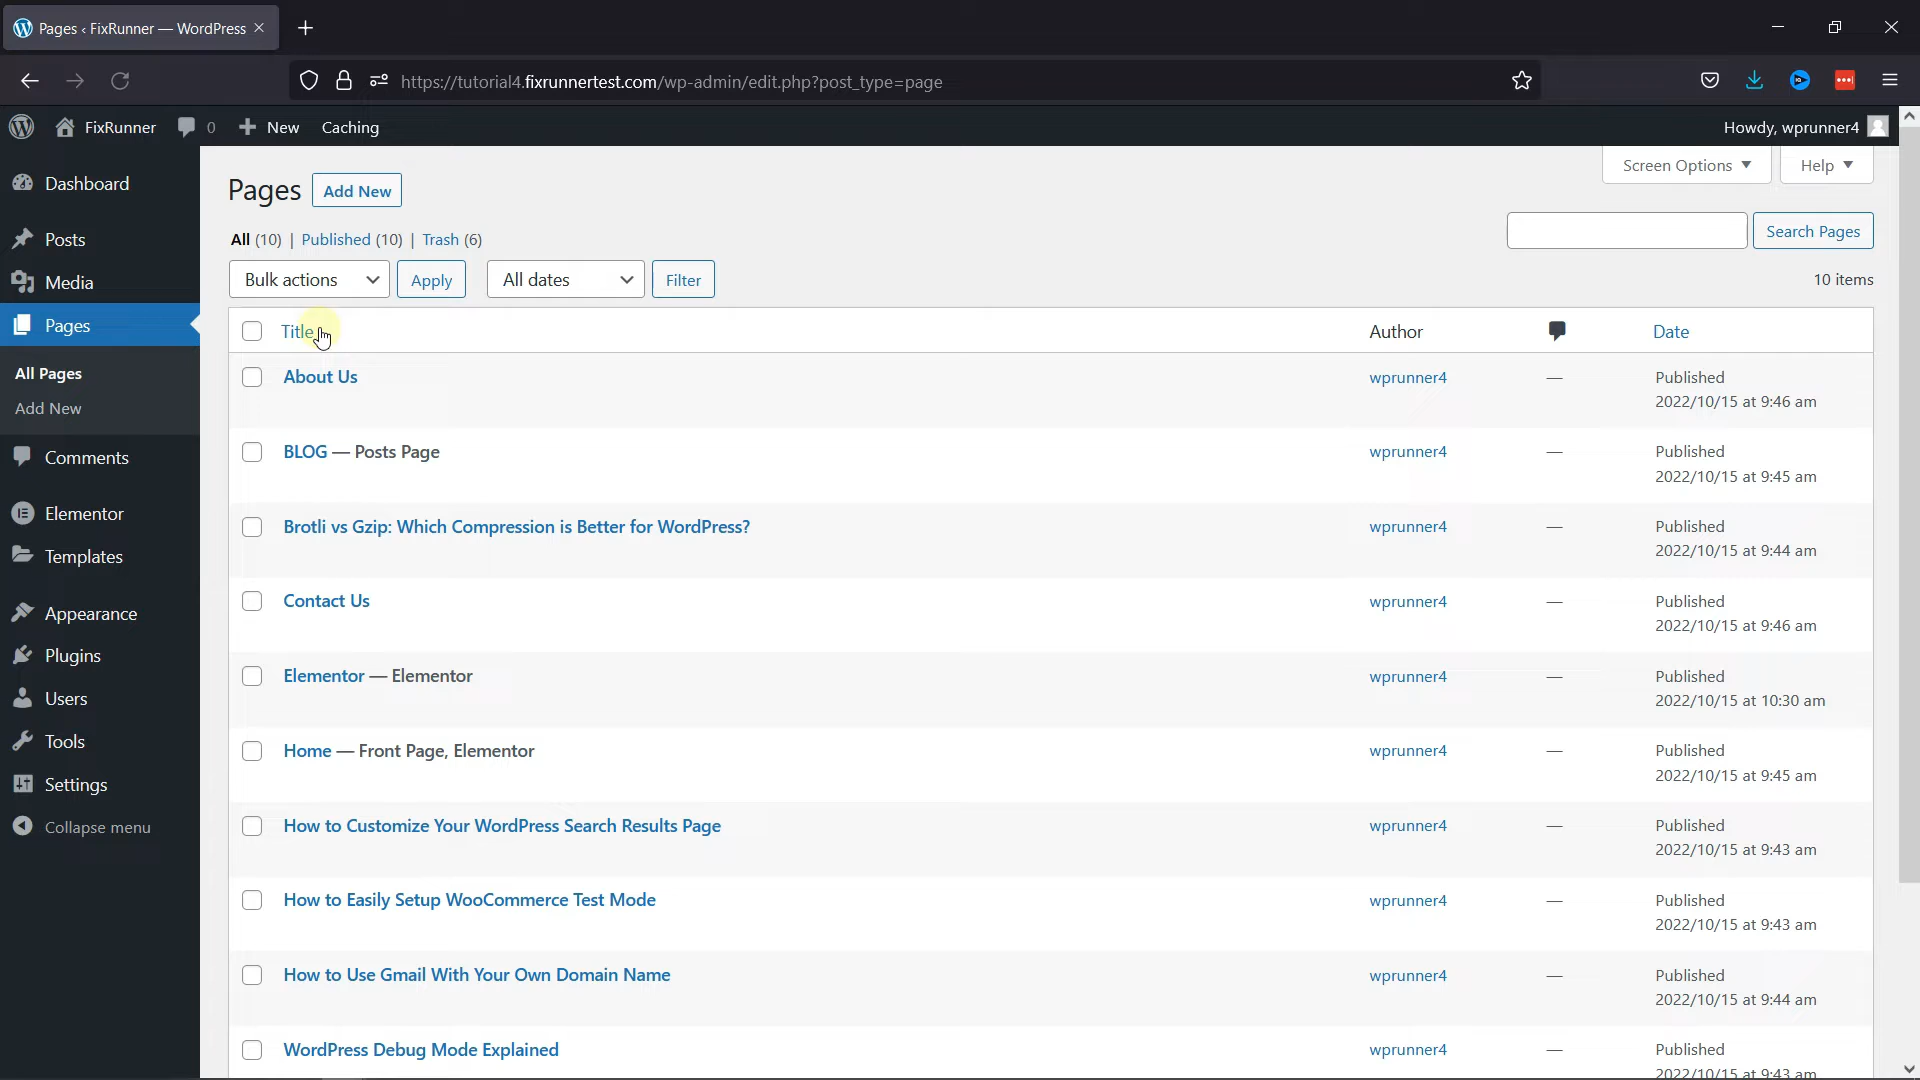 Pages ‹ FixRunner — WordPress
https://tutorial4.fixrunnertest.com/wp-admin/edit.php?post_type=page
FixRunner 0 New Caching Howdy, wprunner4
Screen Options Help
Dashboard
Posts
Media
Pages
All Pages
Add New
Comments
Elementor
Templates
Appearance
Plugins
Users
Tools
Settings
Collapse menu
Pages Add New
All (10) | Published (10) | Trash (6)
Search Pages
Bulk actions Apply All dates Filter
10 items
Title Author Date
About Us wprunner4 — Published
2022/10/15 at 9:46 am
BLOG — Posts Page wprunner4 — Published
2022/10/15 at 9:45 am
Brotli vs Gzip: Which Compression is Better for WordPress? wprunner4 — Published
2022/10/15 at 9:44 am
Contact Us wprunner4 — Published
2022/10/15 at 9:46 am
Elementor — Elementor wprunner4 — Published
2022/10/15 at 10:30 am
Home — Front Page, Elementor wprunner4 — Published
2022/10/15 at 9:45 am
How to Customize Your WordPress Search Results Page wprunner4 — Published
2022/10/15 at 9:43 am
How to Easily Setup WooCommerce Test Mode wprunner4 — Published
2022/10/15 at 9:43 am
How to Use Gmail With Your Own Domain Name wprunner4 — Published
2022/10/15 at 9:44 am
WordPress Debug Mode Explained wprunner4 — Published
2022/10/15 at 9:43 am